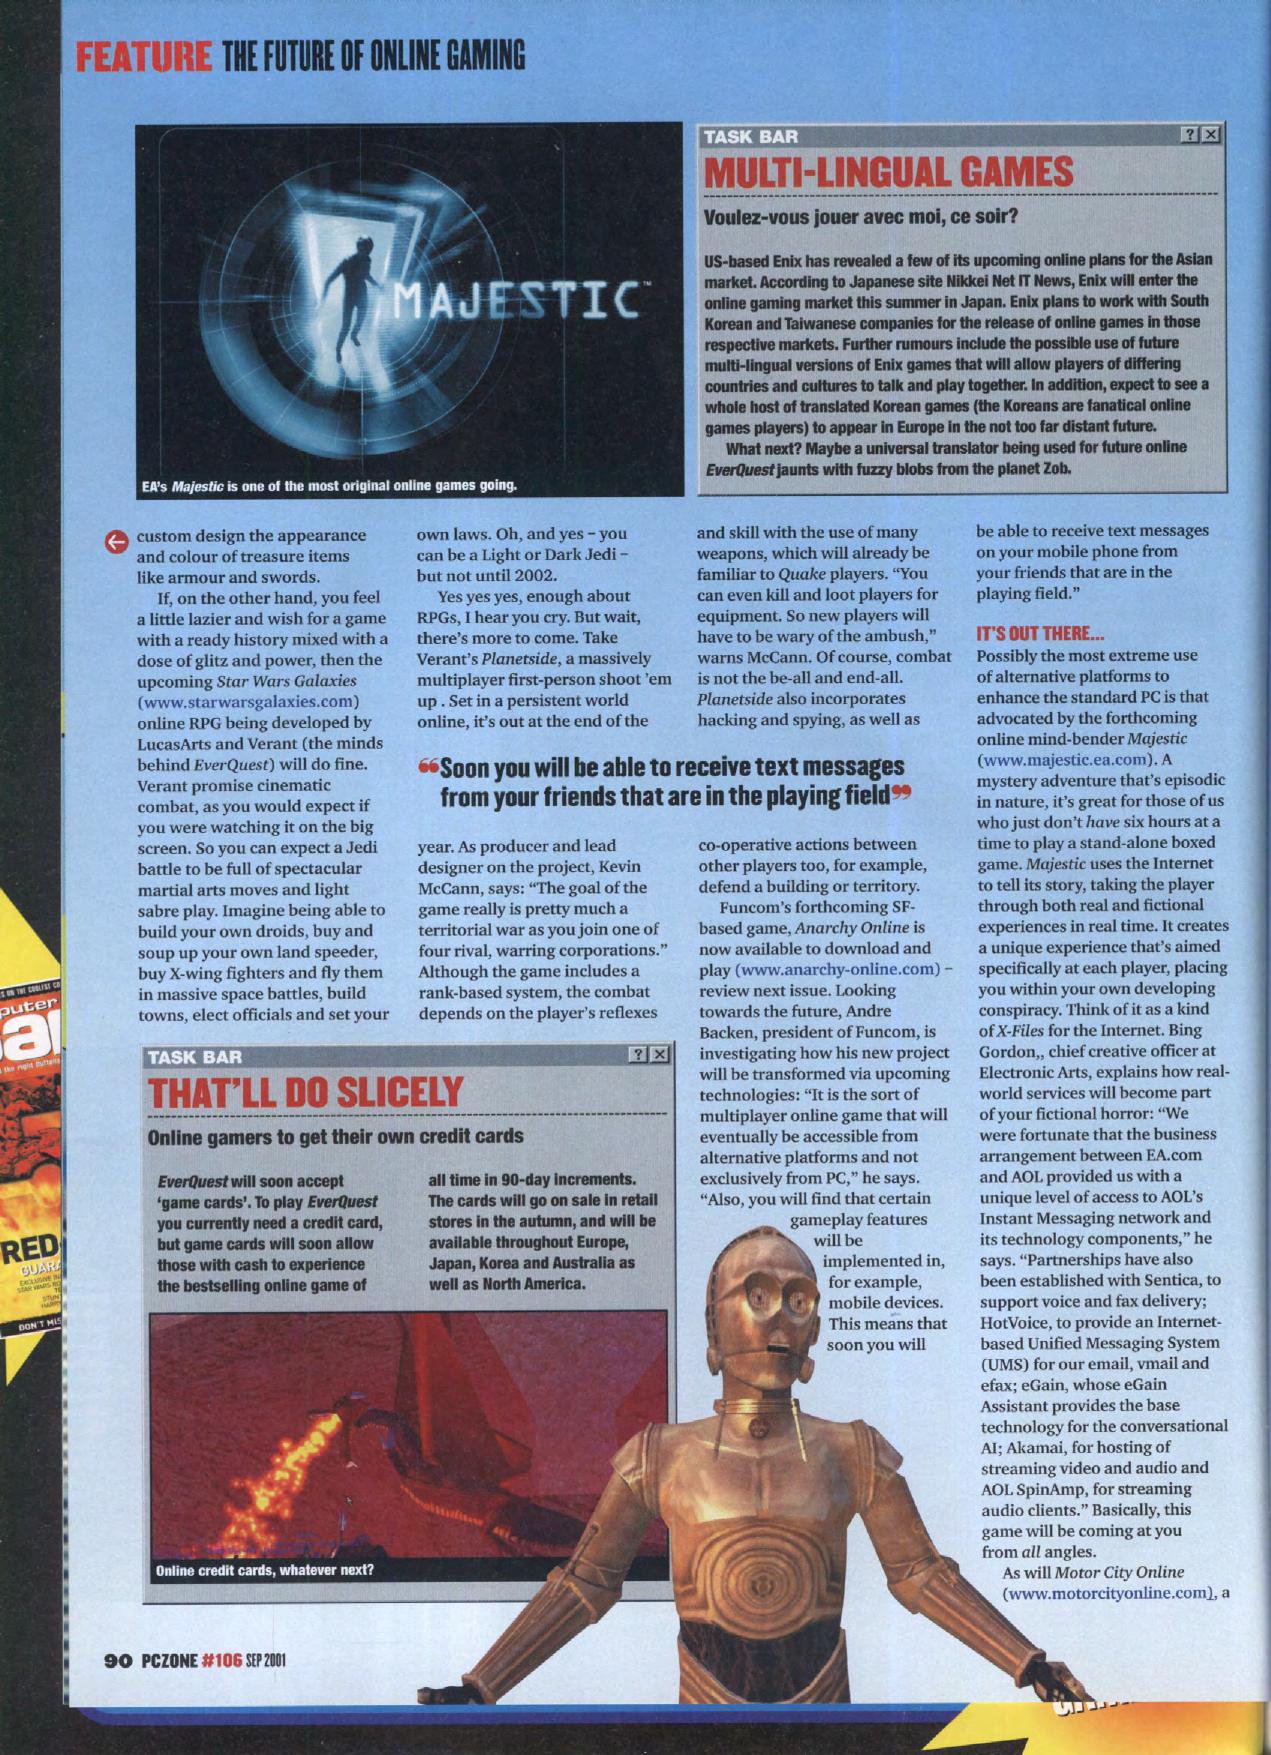 FEATURE THE FUTURE OF ONLINE GAMING
MAJESTIC™
EA's Majestic is one of the most original online games going.
TASK BAR
? ×
MULTI-LINGUAL GAMES
Voulez-vous jouer avec moi, ce soir?
US-based Enix has revealed a few of its upcoming online plans for the Asian
market. According to Japanese site Nikkei Net IT News, Enix will enter the
online gaming market this summer in Japan. Enix plans to work with South
Korean and Taiwanese companies for the release of online games in those
respective markets. Further rumours include the possible use of future
multi-lingual versions of Enix games that will allow players of differing
countries and cultures to talk and play together. In addition, expect to see a
whole host of translated Korean games (the Koreans are fanatical online
games players) to appear in Europe in the not too far distant future.
What next? Maybe a universal translator being used for future online
EverQuest jaunts with fuzzy blobs from the planet Zob.
custom design the appearance
and colour of treasure items
like armour and swords.
If, on the other hand, you feel
a little lazier and wish for a game
with a ready history mixed with a
dose of glitz and power, then the
upcoming Star Wars Galaxies
(www.starwarsgalaxies.com)
online RPG being developed by
LucasArts and Verant (the minds
behind EverQuest) will do fine.
Verant promise cinematic
combat, as you would expect if
you were watching it on the big
screen. So you can expect a Jedi
battle to be full of spectacular
martial arts moves and light
sabre play. Imagine being able to
build your own droids, buy and
soup up your own land speeder,
buy X-wing fighters and fly them
in massive space battles, build
towns, elect officials and set your
own laws. Oh, and yes – you
can be a Light or Dark Jedi –
but not until 2002.
Yes yes yes, enough about
RPGs, I hear you cry. But wait,
there's more to come. Take
Verant's Planetside, a massively
multiplayer first-person shoot 'em
up . Set in a persistent world
online, it's out at the end of the
“Soon you will be able to receive text messages
from your friends that are in the playing field”
year. As producer and lead
designer on the project, Kevin
McCann, says: “The goal of the
game really is pretty much a
territorial war as you join one of
four rival, warring corporations.”
Although the game includes a
rank-based system, the combat
depends on the player's reflexes
and skill with the use of many
weapons, which will already be
familiar to Quake players. “You
can even kill and loot players for
equipment. So new players will
have to be wary of the ambush,”
warns McCann. Of course, combat
is not the be-all and end-all.
Planetside also incorporates
hacking and spying, as well as
co-operative actions between
other players too, for example,
defend a building or territory.
Funcom's forthcoming SF-
based game, Anarchy Online is
now available to download and
play (www.anarchy-online.com) –
review next issue. Looking
towards the future, Andre
Backen, president of Funcom, is
investigating how his new project
will be transformed via upcoming
technologies: “It is the sort of
multiplayer online game that will
eventually be accessible from
alternative platforms and not
exclusively from PC,” he says.
“Also, you will find that certain
gameplay features
will be
implemented in,
for example,
mobile devices.
This means that
soon you will
be able to receive text messages
on your mobile phone from
your friends that are in the
playing field.”
IT'S OUT THERE...
Possibly the most extreme use
of alternative platforms to
enhance the standard PC is that
advocated by the forthcoming
online mind-bender Majestic
(www.majestic.ea.com). A
mystery adventure that's episodic
in nature, it's great for those of us
who just don't have six hours at a
time to play a stand-alone boxed
game. Majestic uses the Internet
to tell its story, taking the player
through both real and fictional
experiences in real time. It creates
a unique experience that's aimed
specifically at each player, placing
you within your own developing
conspiracy. Think of it as a kind
of X-Files for the Internet. Bing
Gordon,, chief creative officer at
Electronic Arts, explains how real-
world services will become part
of your fictional horror: “We
were fortunate that the business
arrangement between EA.com
and AOL provided us with a
unique level of access to AOL's
Instant Messaging network and
its technology components,” he
says. “Partnerships have also
been established with Sentica, to
support voice and fax delivery;
HotVoice, to provide an Internet-
based Unified Messaging System
(UMS) for our email, vmail and
efax; eGain, whose eGain
Assistant provides the base
technology for the conversational
AI; Akamai, for hosting of
streaming video and audio and
AOL SpinAmp, for streaming
audio clients.” Basically, this
game will be coming at you
from all angles.
As will Motor City Online
(www.motorcityonline.com), a
TASK BAR
? ×
THAT'LL DO SLICELY
Online gamers to get their own credit cards
EverQuest will soon accept
‘game cards’. To play EverQuest
you currently need a credit card,
but game cards will soon allow
those with cash to experience
the bestselling online game of
all time in 90-day increments.
The cards will go on sale in retail
stores in the autumn, and will be
available throughout Europe,
Japan, Korea and Australia as
well as North America.
Online credit cards, whatever next?
90 PCZONE #106 SEP 2001
RED
DON'T MIS